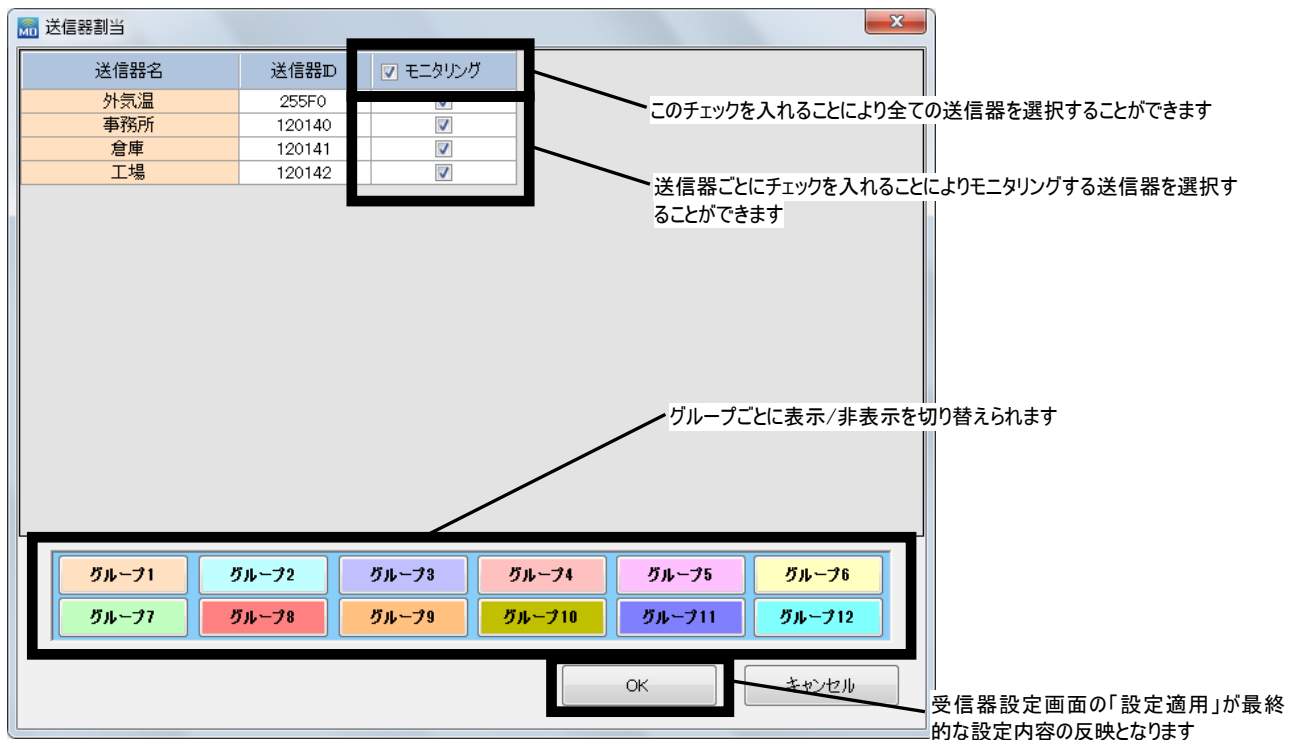 MD 送信器割当
送信器名 送信器ID モニタリング
外気温 255F0
事務所 120140
倉庫 120141
工場 120142
このチェックを入れることにより全ての送信器を選択することができます
送信器ごとにチェックを入れることによりモニタリングする送信器を選択す
ることができます
グループごとに表示/非表示を切り替えられます
グループ1 グループ2 グループ3 グループ4 グループ5 グループ6
グループ7 グループ8 グループ9 グループ10 グループ11 グループ12
OK キャンセル
受信器設定画面の「設定適用」が最終
的な設定内容の反映となります